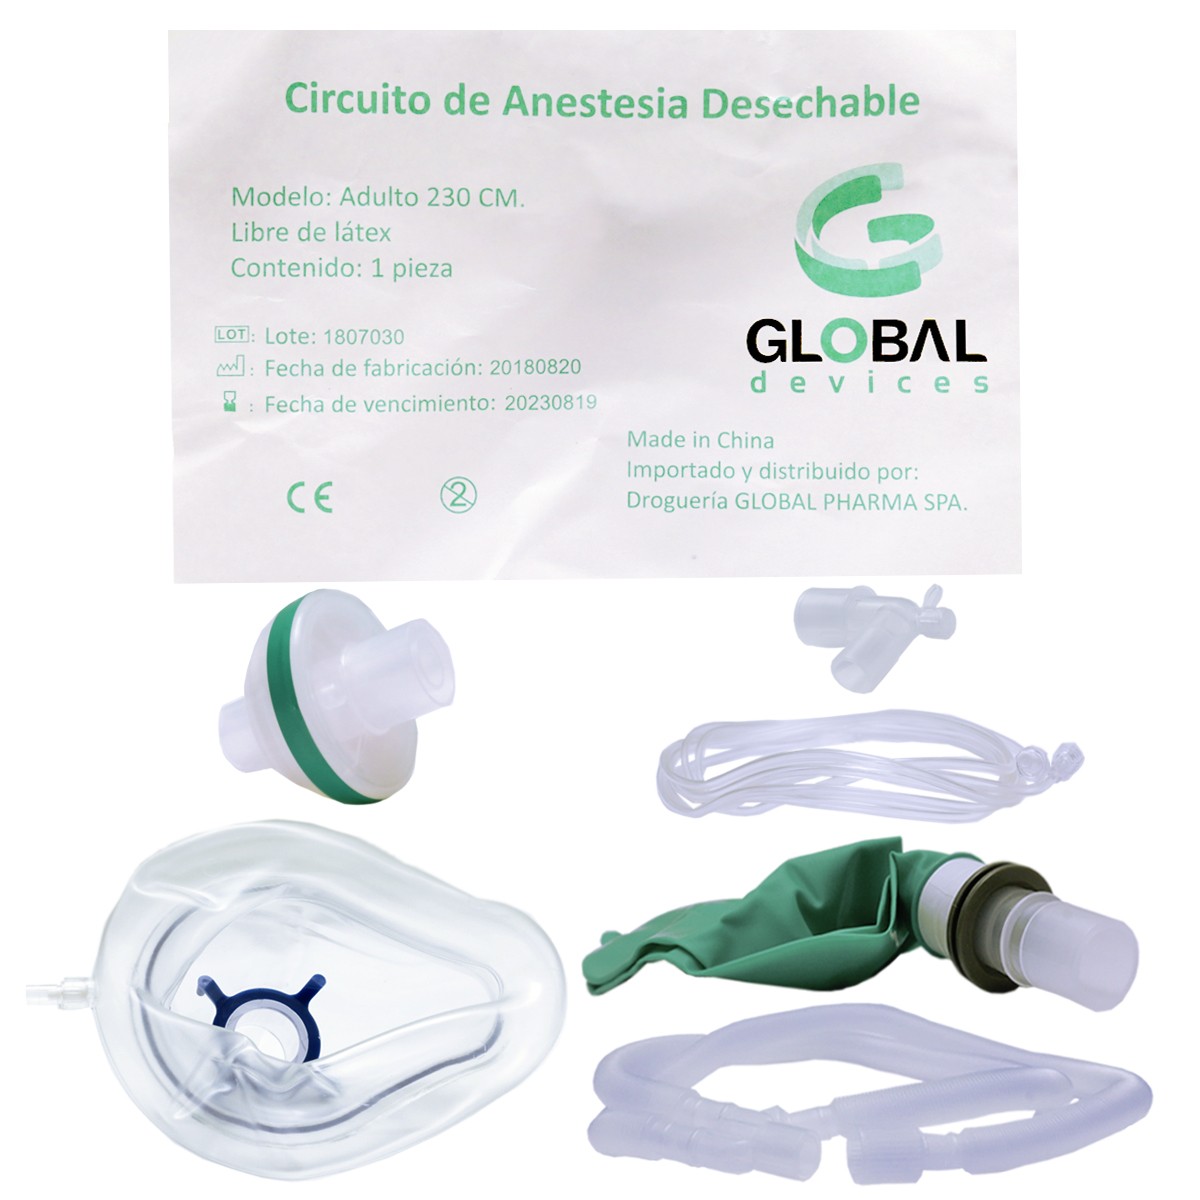 Circuito de Anestesia Desechable
Modelo: Adulto 230 CM.
Libre de látex
Contenido: 1 pieza
LOT: Lote: 1807030
: Fecha de fabricación: 20180820
: Fecha de vencimiento: 20230819
CE
2
GLOBAL
devices
Made in China
Importado y distribuido por:
Droguería GLOBAL PHARMA SPA.